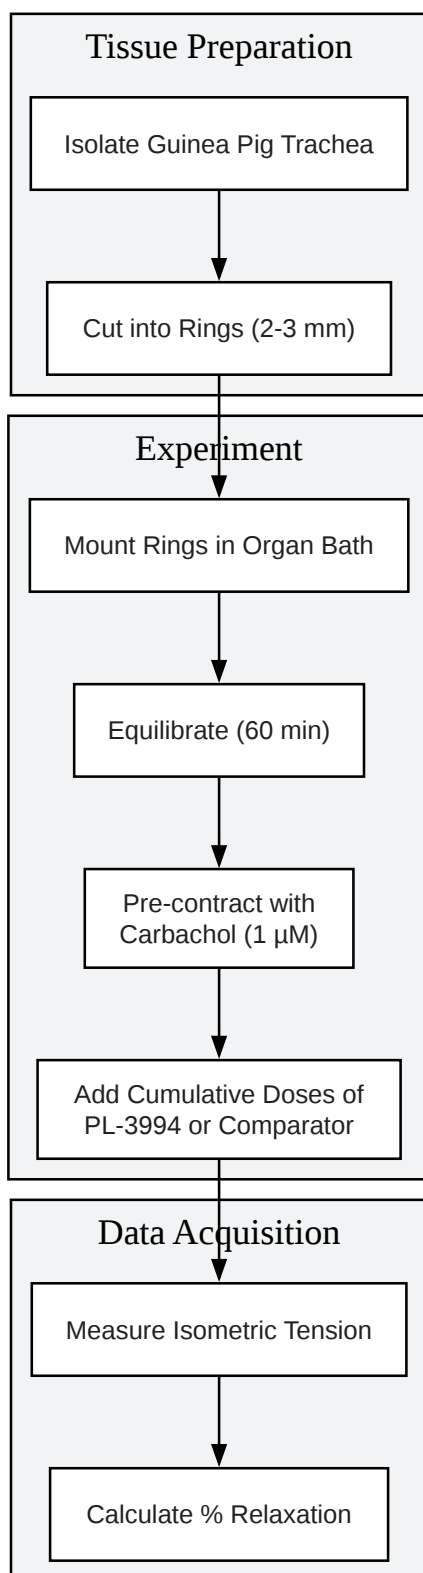 Tissue Preparation
Isolate Guinea Pig Trachea
Cut into Rings (2-3 mm)
Experiment
Mount Rings in Organ Bath
Equilibrate (60 min)
Pre-contract with
Carbachol (1 µM)
Add Cumulative Doses of
PL-3994 or Comparator
Data Acquisition
Measure Isometric Tension
Calculate % Relaxation